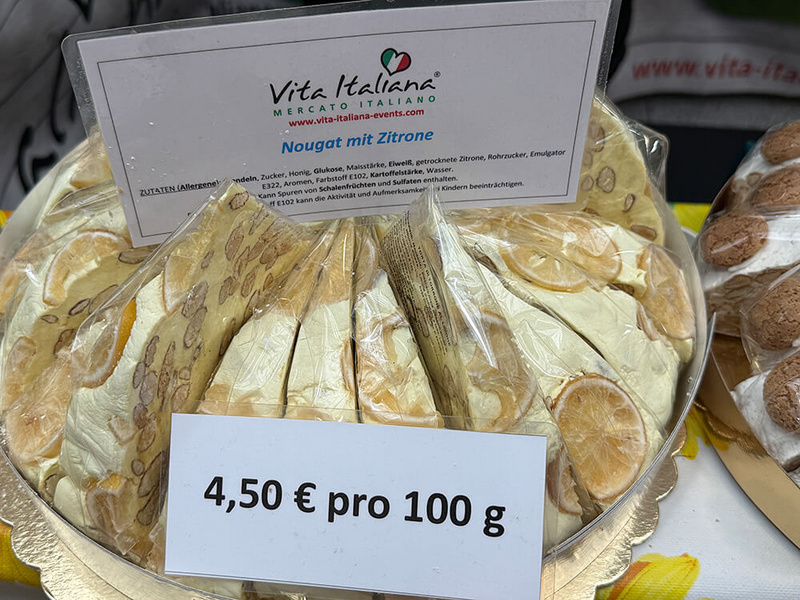 Vita Italiana®
MERCATO ITALIANO
www.vita-italiana-events.com
www.vita-ita
Nougat mit Zitrone
ZUTATEN (Allergene): Mandeln, Zucker, Honig, Glukose, Maisstärke, Eiweiß, getrocknete Zitrone, Rohrzucker, Emulgator
E322, Aromen, Farbstoff E102, Kartoffelstärke, Wasser.
Kann Spuren von Schalenfrüchten und Sulfaten enthalten.
ff E102 kann die Aktivität und Aufmerksamkeit Kindern beeinträchtigen.
4,50 € pro 100 g